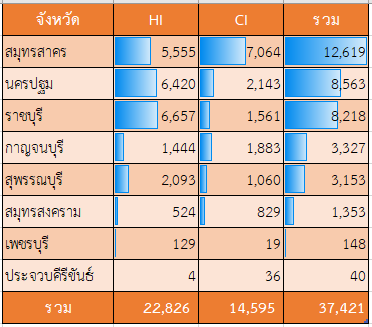 จังหวัด HI CI รวม
สมุทรสาคร 5,555 7,064 12,619
นครปฐม 6,420 2,143 8,563
ราชบุรี 6,657 1,561 8,218
กาญจนบุรี 1,444 1,883 3,327
สุพรรณบุรี 2,093 1,060 3,153
สมุทรสงคราม 524 829 1,353
เพชรบุรี 129 19 148
ประจวบคีรีขันธ์ 4 36 40
รวม 22,826 14,595 37,421